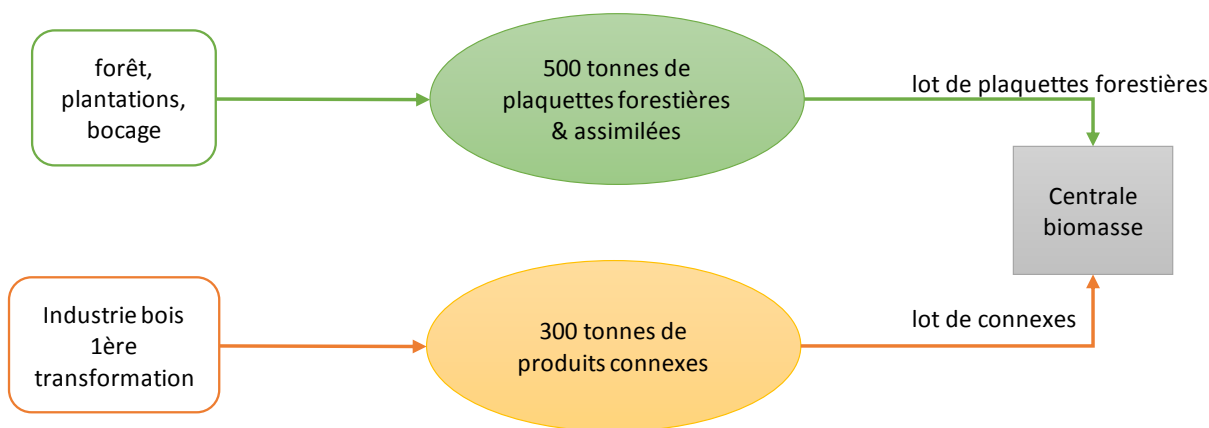 forêt,
plantations,
bocage
500 tonnes de
plaquettes forestières
& assimilées
lot de plaquettes forestières
Centrale
biomasse
Industrie bois
1ère
transformation
300 tonnes de
produits connexes
lot de connexes